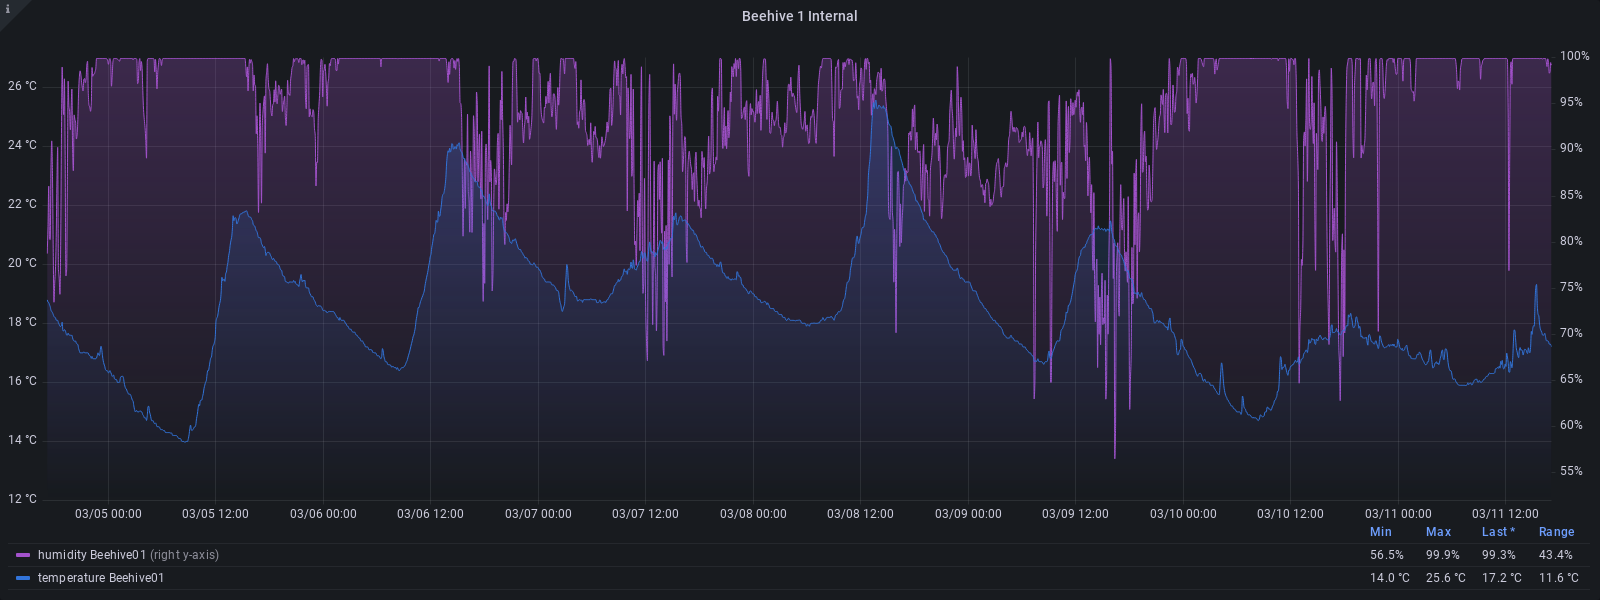 i
Beehive 1 Internal
26 °C
24 °C
22 °C
20 °C
18 °C
16 °C
14 °C
12 °C
100%
95%
90%
85%
80%
75%
70%
65%
60%
55%
03/05 00:00 03/05 12:00 03/06 00:00 03/06 12:00 03/07 00:00 03/07 12:00 03/08 00:00 03/08 12:00 03/09 00:00 03/09 12:00 03/10 00:00 03/10 12:00 03/11 00:00 03/11 12:00
Min Max Last * Range
humidity Beehive01 (right y-axis) 56.5% 99.9% 99.3% 43.4%
temperature Beehive01 14.0 °C 25.6 °C 17.2 °C 11.6 °C